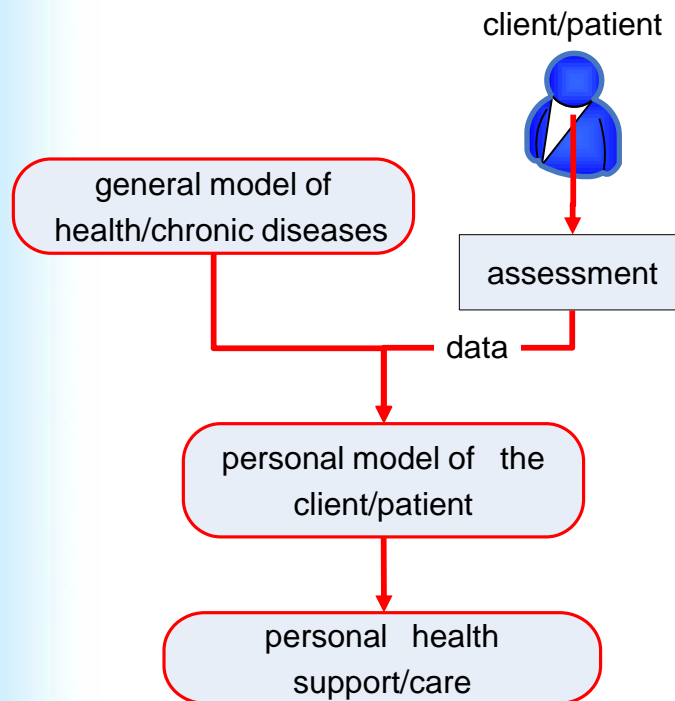 client/patient
general model of
health/chronic diseases
assessment
data
personal model of the
client/patient
personal health
support/care